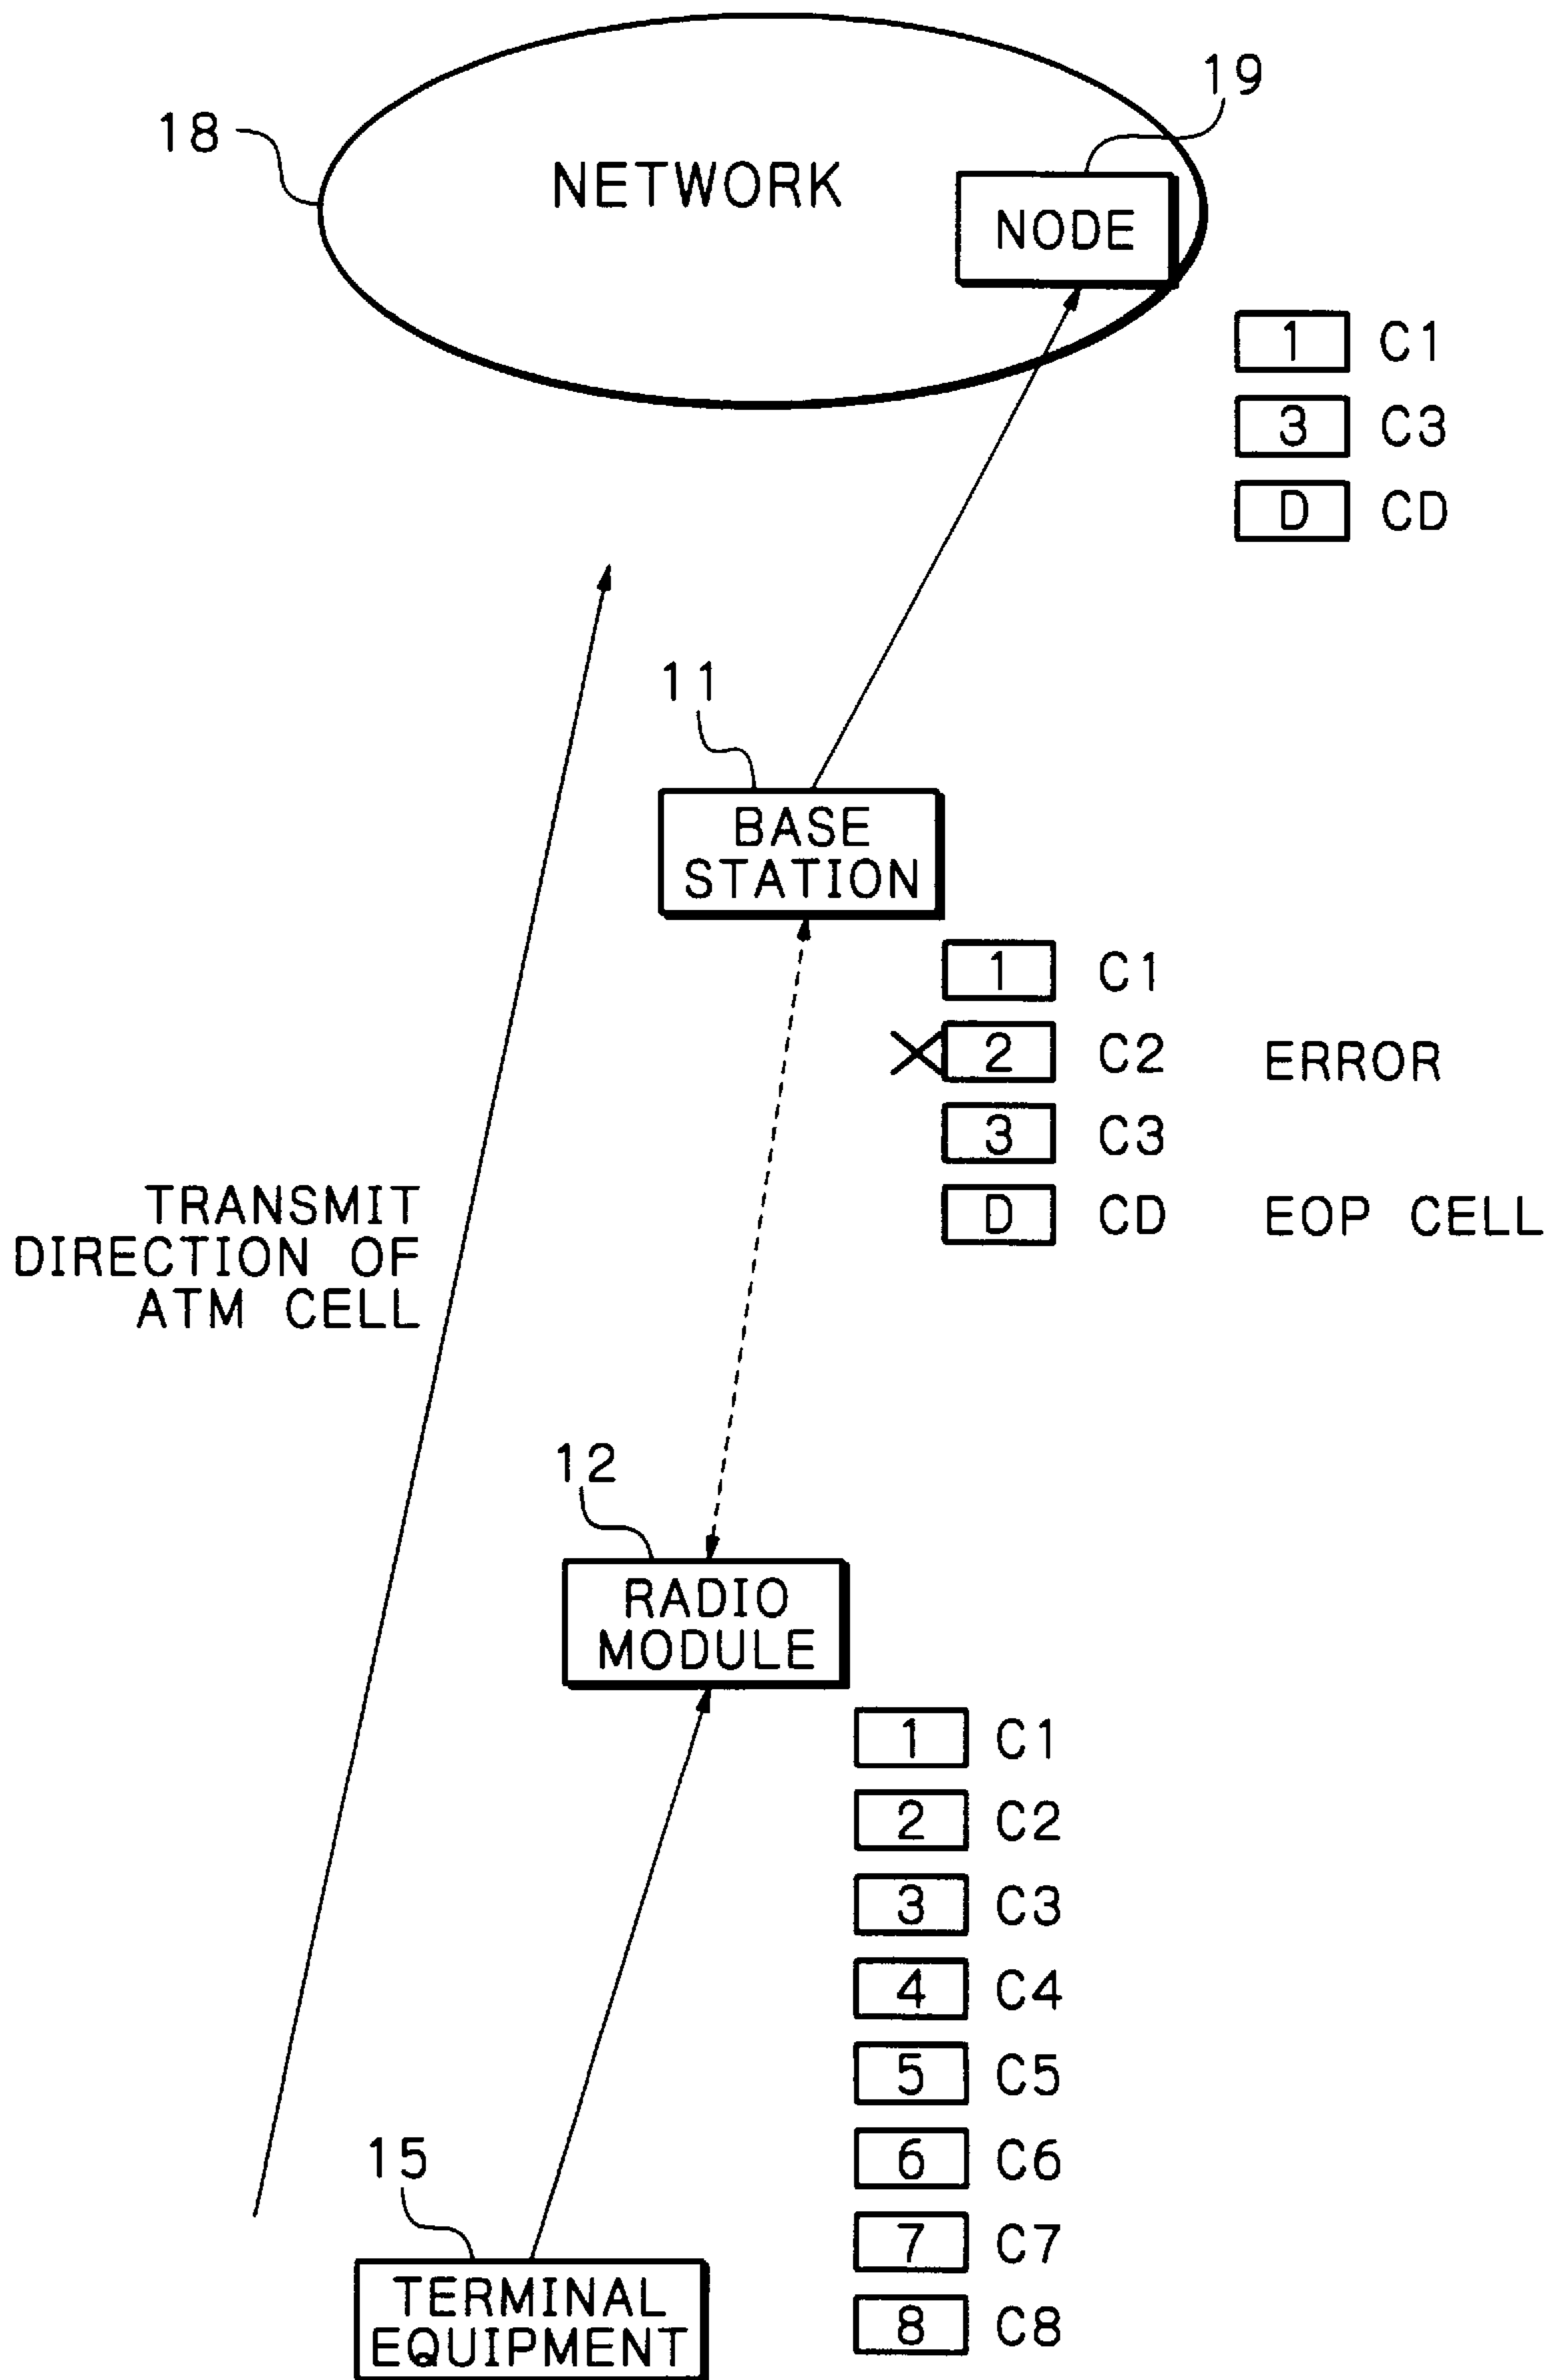 19
18
NETWORK
NODE
1 C1
3 C3
D CD
11
BASE
STATION
1 C1
2 C2 ERROR
3 C3
D CD EOP CELL
TRANSMIT
DIRECTION OF
ATM CELL
12
RADIO
MODULE
1 C1
2 C2
3 C3
4 C4
5 C5
6 C6
7 C7
8 C8
15
TERMINAL
EQUIPMENT